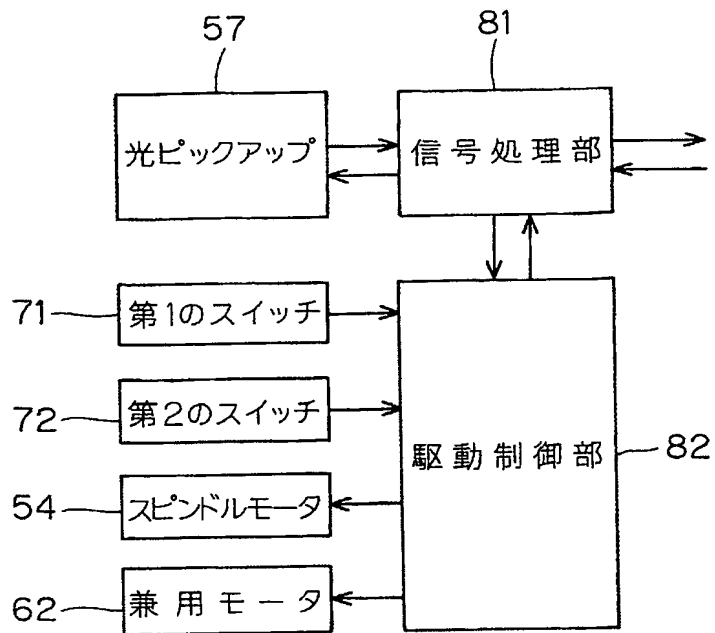 57
81
光ピックアップ
信号処理部
71
第1のスイッチ
72
第2のスイッチ
駆動制御部
82
54
スピンドルモータ
62
兼用モータ